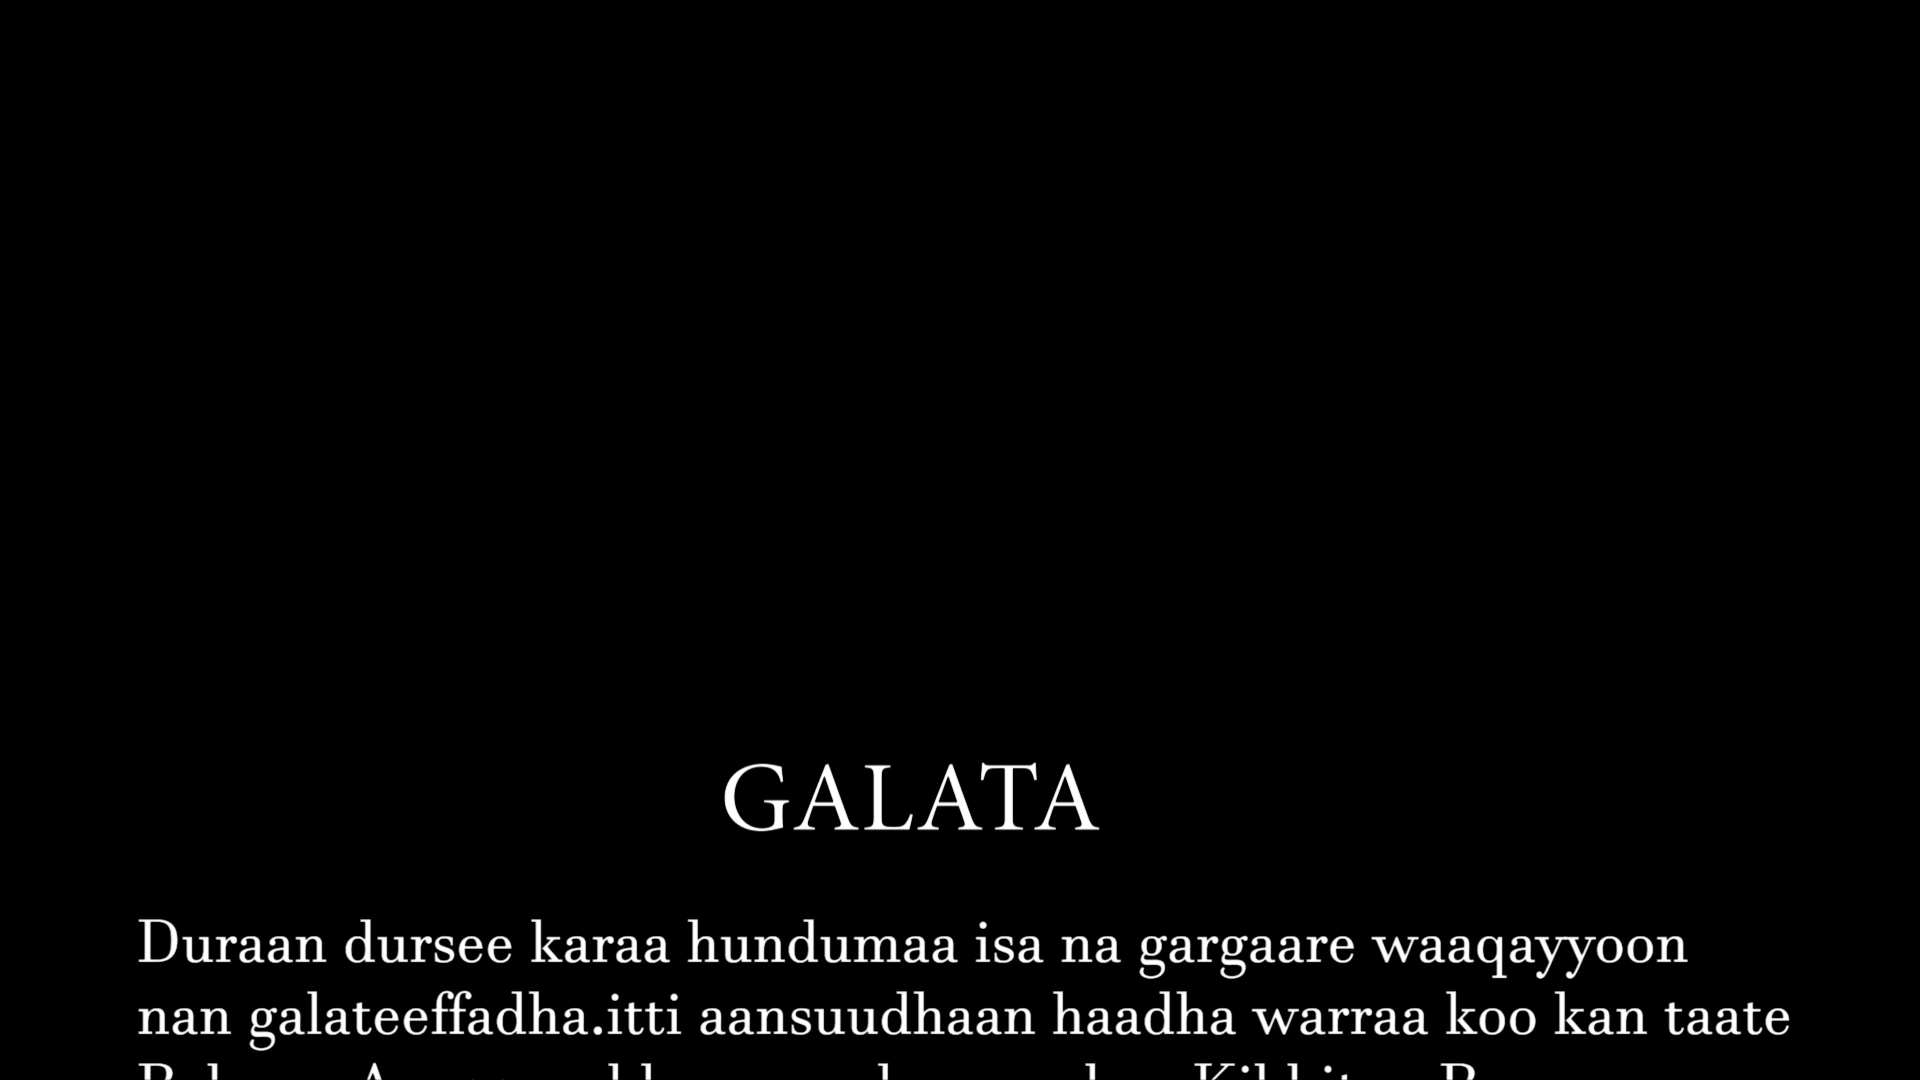 GALATA
Duraan dursee karaa hundumaa isa na gargaare waaqayyoon
nan galateeffadha.itti aansuudhaan haadha warraa koo kan taate